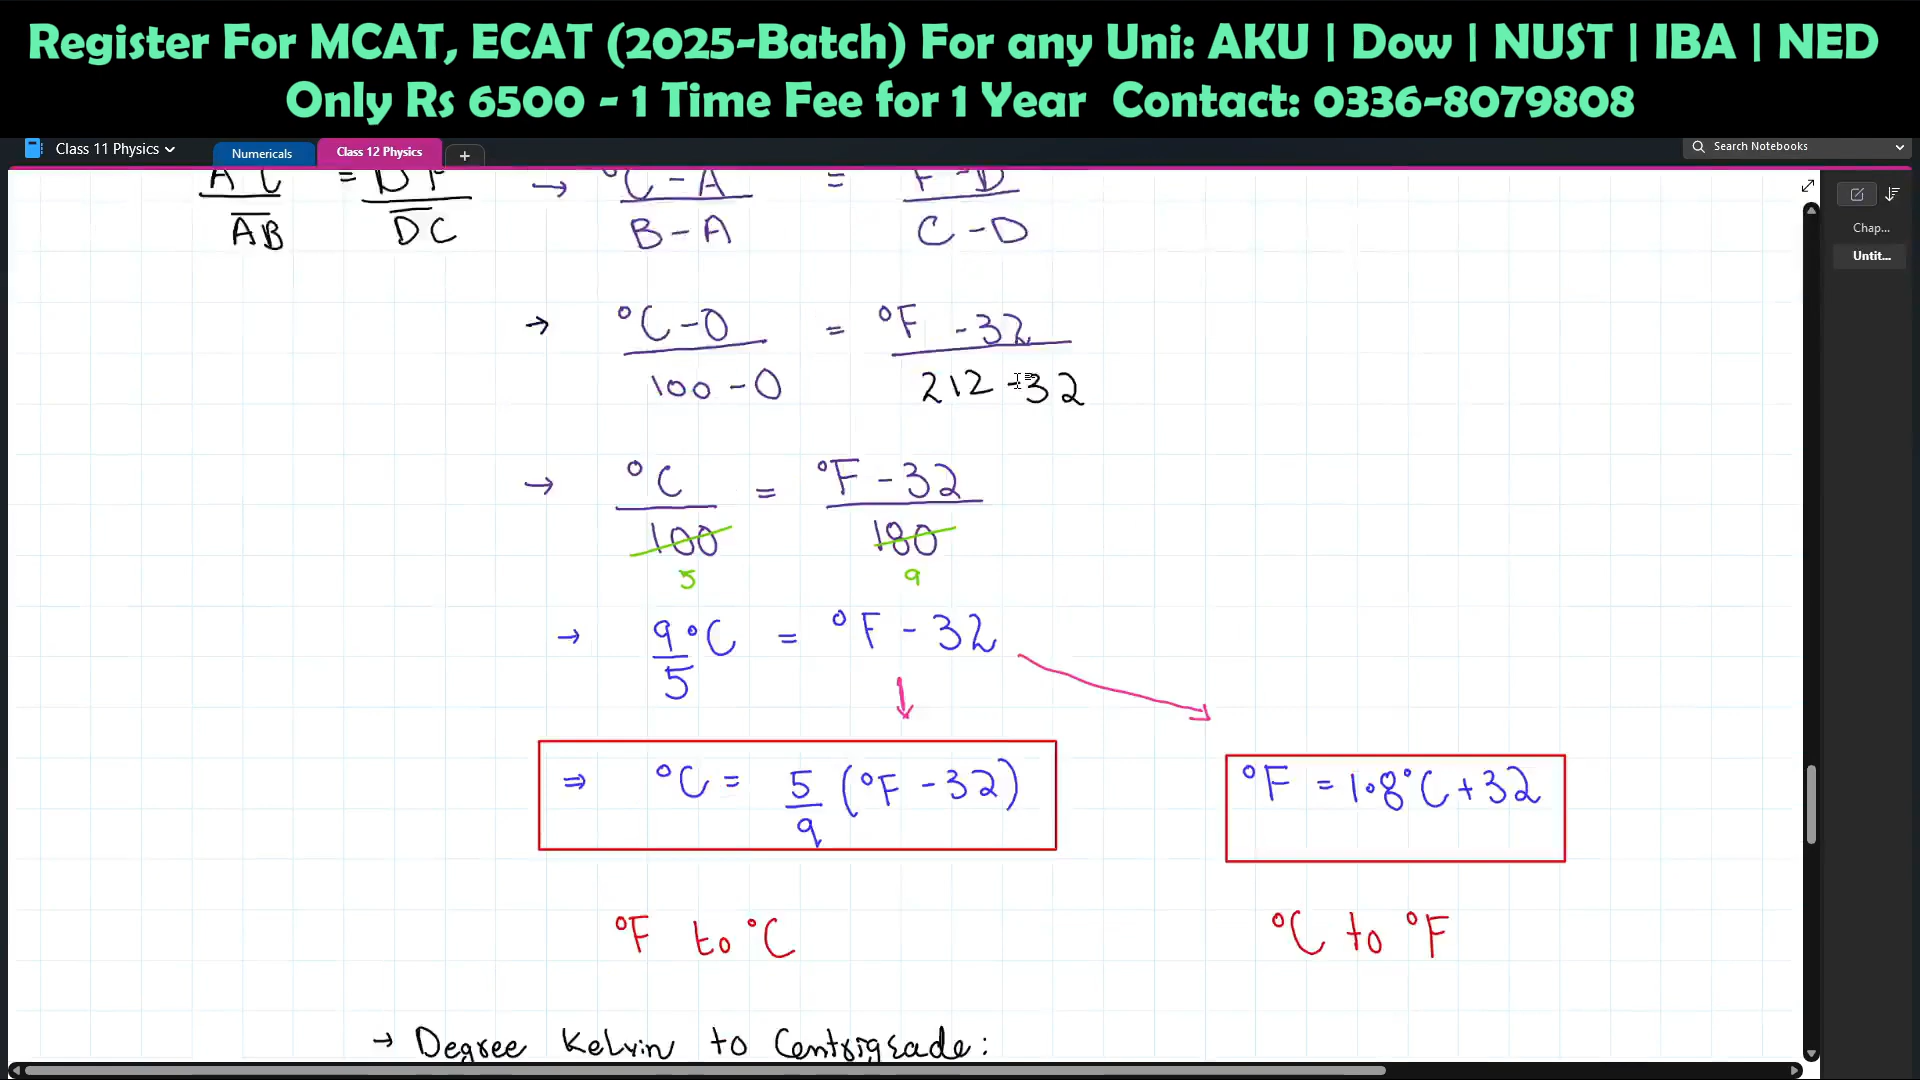 Register For MCAT, ECAT (2025-Batch) For any Uni: AKU | Dow | NUST | IBA | NED
Only Rs 6500 - 1 Time Fee for 1 Year Contact: 0336-8079808
Class 11 Physics
Numericals
Class 12 Physics
+
Search Notebooks
Chap...
Untit...
AC/AB = DF/DC → °C-A/B-A = F-D/C-D
→ °C-0/100-0 = °F-32/212-32
→ °C/100 = °F-32/180
5 9
→ 9/5 °C = °F-32
⇒ °C = 5/9 (°F-32)
°F = 1.8°C+32
°F to °C
°C to °F
→ Degree Kelvin to Centrigrade: